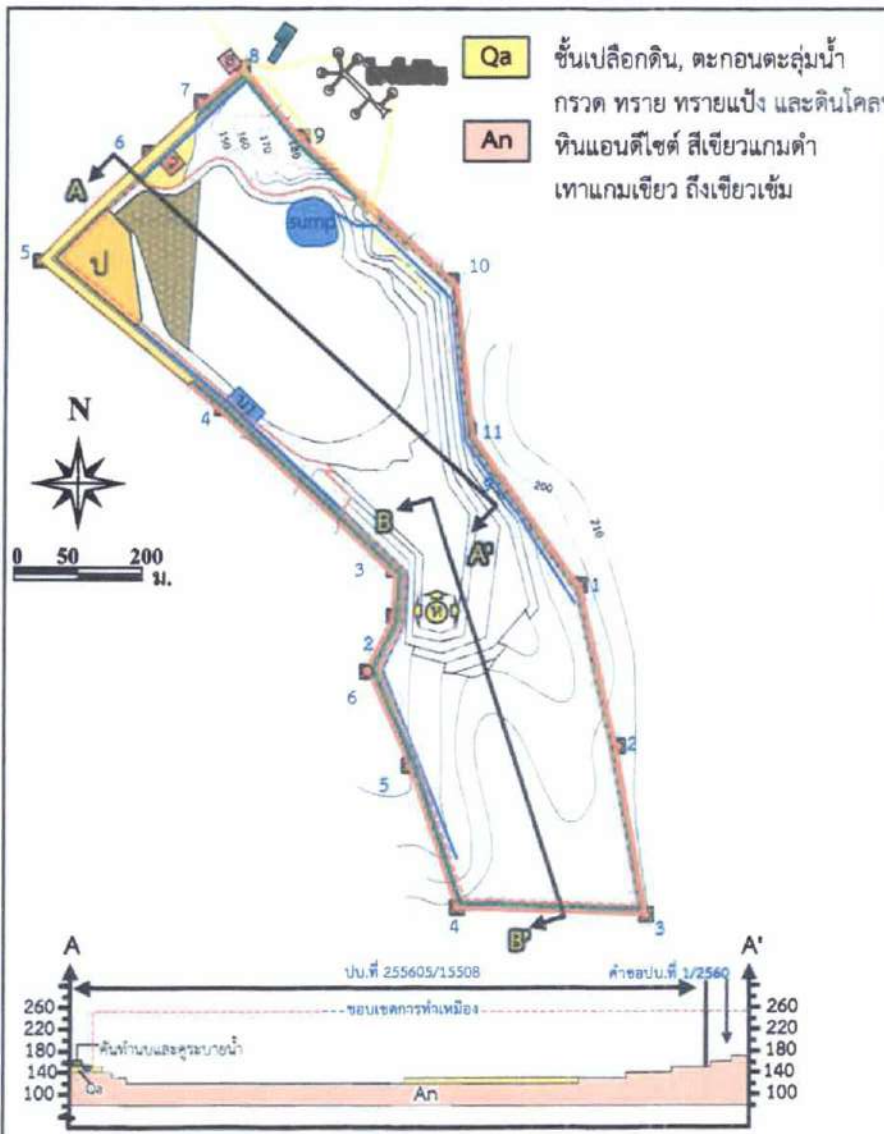 Qa ชั้นเปลือกดิน, ตะกอนตะลุ่มน้ำ
กรวด ทราย ทรายแป้ง และดินโคล
An หินแอนดีไซต์ สีเขียวแกมดำ
เทาแกมเขียว ถึงเขียวเข้ม
8
7
9
6
150
160
170
180
A
sump
5
ป
10
4
N
11
200
B
210
A'
0 50 200
ม.
3
1
ห
2
6
2
5
4
3
B'
A
A'
ปบ.ที่ 255605/15508
คำขอปบ.ที่ 1/2560
ขอบเขตการทำเหมือง
260
220
180
140
100
260
220
180
140
100
คันทำนบและคูระบายน้ำ
Qa
An